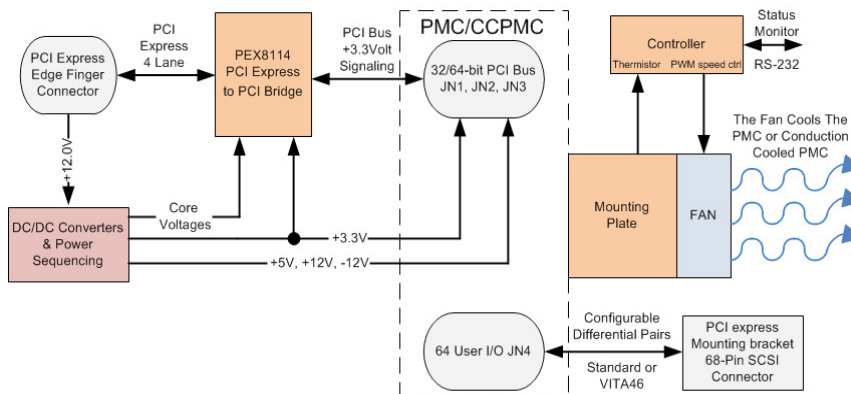 PCI Express
Edge Finger
Connector
PCI
Express
4 Lane
PEX8114
PCI Express
to PCI Bridge
PCI Bus
+3.3Volt
Signaling
PMC/CCPMC
32/64-bit PCI Bus
JN1, JN2, JN3
Controller
Thermistor
PWM speed ctrl
Status
Monitor
RS-232
+12.0V
The Fan Cools The
PMC or Conduction
Cooled PMC
DC/DC Converters
& Power
Sequencing
Core
Voltages
+3.3V
+5V, +12V, -12V
Mounting
Plate
FAN
64 User I/O JN4
Configurable
Differential Pairs
Standard or
VITA46
PCI express
Mounting bracket
68-Pin SCSI
Connector